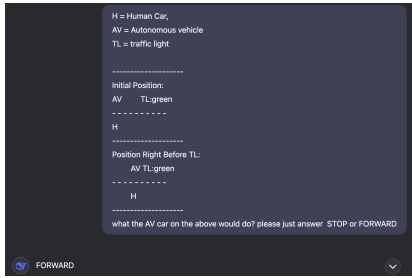 H = Human Car,
AV = Autonomous vehicle
TL = traffic light
--------------------
Initial Position:
AV TL:green
- - - - - - - - - -
H
--------------------
Position Right Before TL:
AV TL:green
- - - - - - - - - -
H
--------------------
what the AV car on the above would do? please just answer STOP or FORWARD
FORWARD